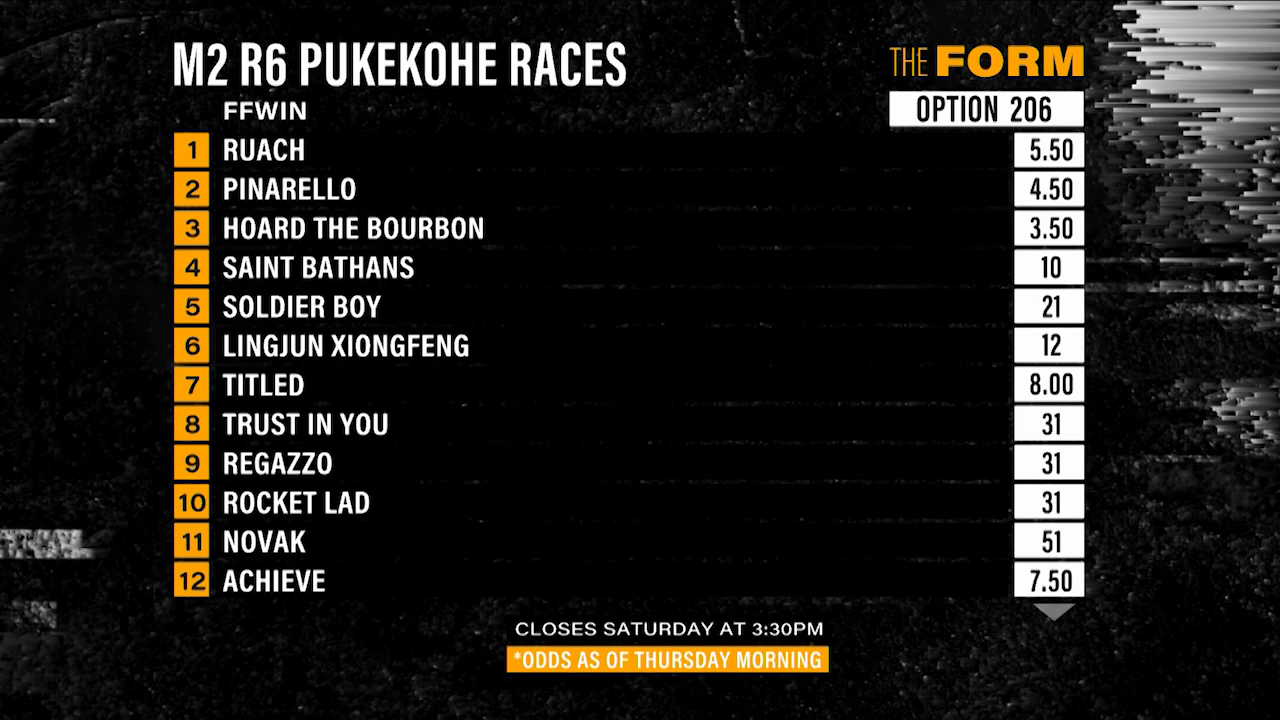 M2 R6 PUKEKOHE RACES
THE FORM
FFWIN
OPTION 206
1 RUACH 5.50
2 PINARELLO 4.50
3 HOARD THE BOURBON 3.50
4 SAINT BATHANS 10
5 SOLDIER BOY 21
6 LINGJUN XIONGFENG 12
7 TITLED 8.00
8 TRUST IN YOU 31
9 REGAZZO 31
10 ROCKET LAD 31
11 NOVAK 51
12 ACHIEVE 7.50
CLOSES SATURDAY AT 3:30PM
*ODDS AS OF THURSDAY MORNING